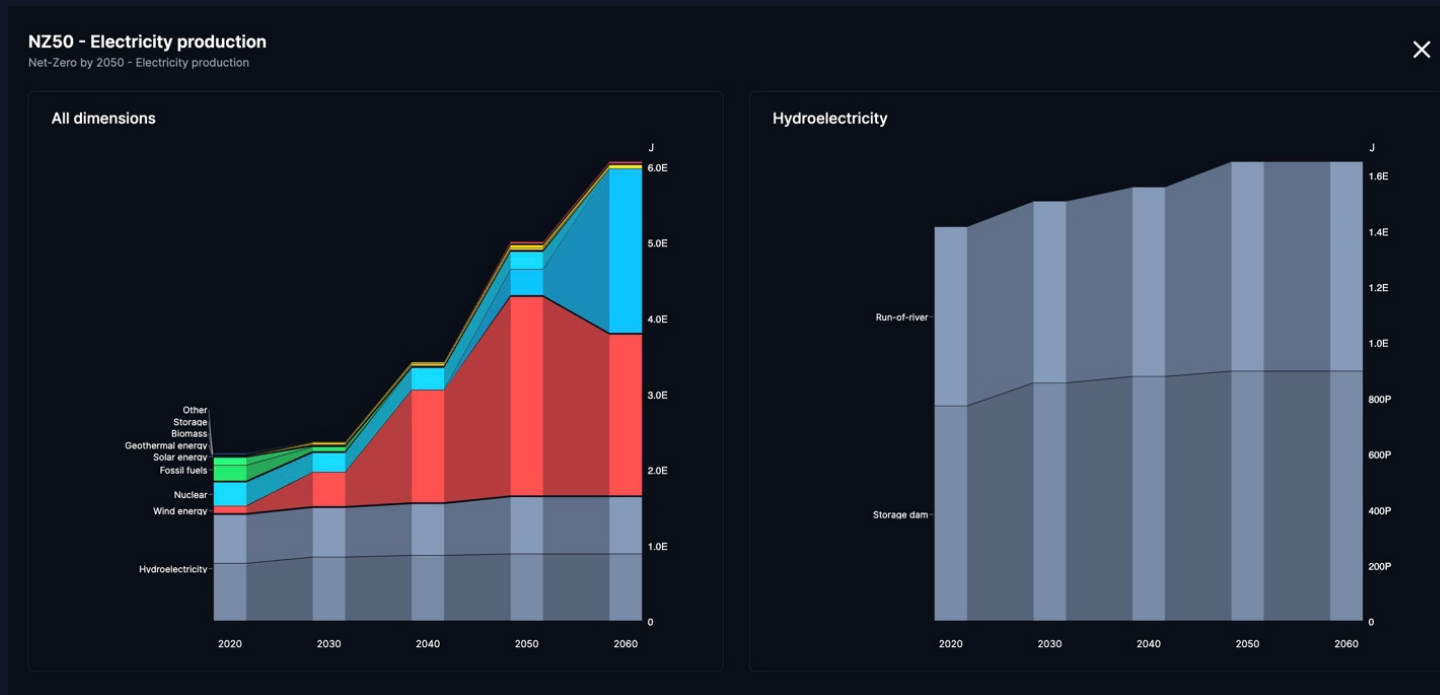 NZ50 - Electricity production
Net-Zero by 2050 - Electricity production
All dimensions
J
6.0E
5.0E
4.0E
3.0E
2.0E
1.0E
0
Other
Storage
Biomass
Geothermal energy
Solar energy
Fossil fuels
Nuclear
Wind energy
Hydroelectricity
2020 2030 2040 2050 2060
Hydroelectricity
J
1.6E
1.4E
1.2E
1.0E
800P
600P
400P
200P
0
Run-of-river
Storage dam
2020 2030 2040 2050 2060